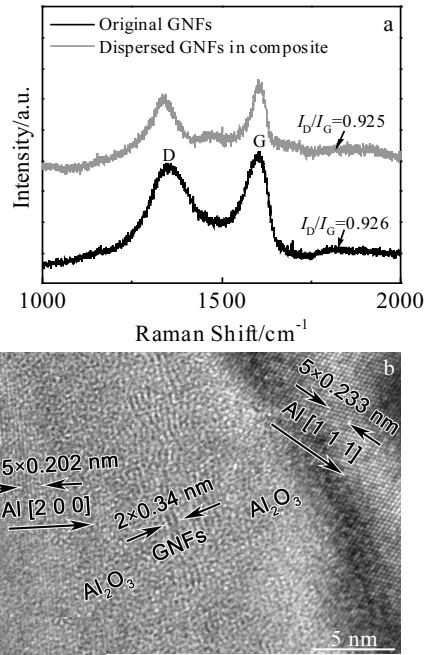 a
Original GNFs
Dispersed GNFs in composite
Intensity/a.u.
D
G
I_D/I_G=0.925
I_D/I_G=0.926
1000
1500
2000
Raman Shift/cm⁻¹
b
5×0.233 nm
Al [1 1 1]
5×0.202 nm
Al [2 0 0]
2×0.34 nm
GNFs
Al₂O₃
Al₂O₃
5 nm